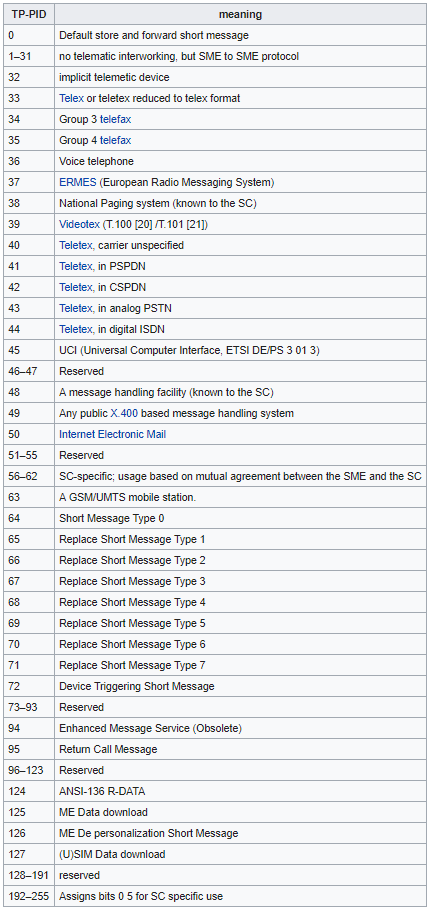 TP-PID meaning
0 Default store and forward short message
1–31 no telematic interworking, but SME to SME protocol
32 implicit telemetic device
33 Telex or teletex reduced to telex format
34 Group 3 telefax
35 Group 4 telefax
36 Voice telephone
37 ERMES (European Radio Messaging System)
38 National Paging system (known to the SC)
39 Videotex (T.100 [20] /T.101 [21])
40 Teletex, carrier unspecified
41 Teletex, in PSPDN
42 Teletex, in CSPDN
43 Teletex, in analog PSTN
44 Teletex, in digital ISDN
45 UCI (Universal Computer Interface, ETSI DE/PS 3 01 3)
46–47 Reserved
48 A message handling facility (known to the SC)
49 Any public X.400 based message handling system
50 Internet Electronic Mail
51–55 Reserved
56–62 SC-specific; usage based on mutual agreement between the SME and the SC
63 A GSM/UMTS mobile station.
64 Short Message Type 0
65 Replace Short Message Type 1
66 Replace Short Message Type 2
67 Replace Short Message Type 3
68 Replace Short Message Type 4
69 Replace Short Message Type 5
70 Replace Short Message Type 6
71 Replace Short Message Type 7
72 Device Triggering Short Message
73–93 Reserved
94 Enhanced Message Service (Obsolete)
95 Return Call Message
96–123 Reserved
124 ANSI-136 R-DATA
125 ME Data download
126 ME De personalization Short Message
127 (U)SIM Data download
128–191 reserved
192–255 Assigns bits 0 5 for SC specific use